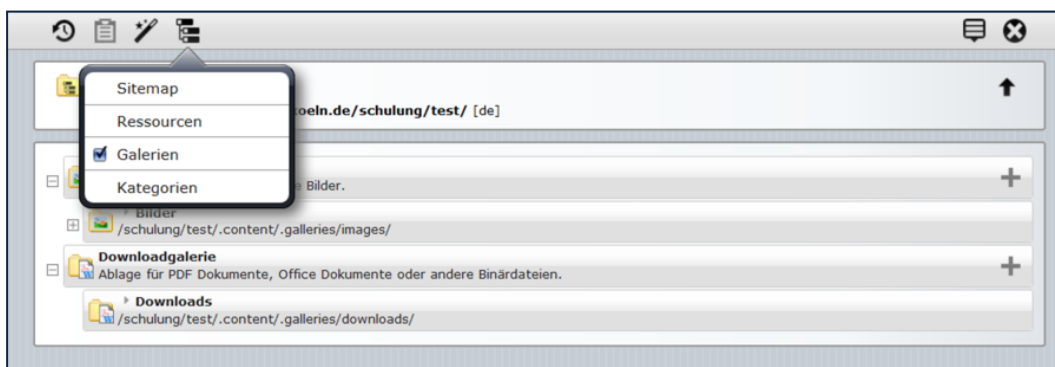 Sitemap
Ressourcen
Galerien
Kategorien
koeln.de/schulung/test/ [de]
Bilder.
Bilder
/schulung/test/.content/.galleries/images/
Downloadgalerie
Ablage für PDF Dokumente, Office Dokumente oder andere Binärdateien.
Downloads
/schulung/test/.content/.galleries/downloads/